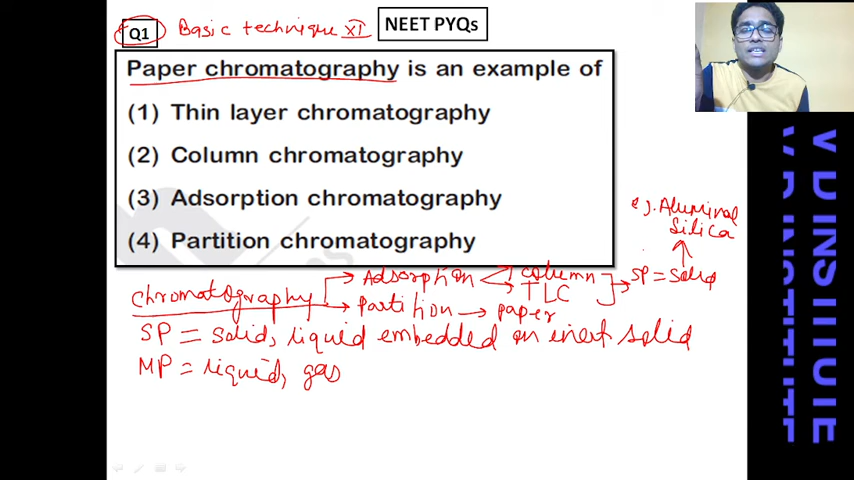 Q1 Basic technique XI NEET PYQs
Paper chromatography is an example of
(1) Thin layer chromatography
(2) Column chromatography
(3) Adsorption chromatography
(4) Partition chromatography
e). Aluminal
Silica
Chromatography Adsorption column SP = Solid
TLC
Partition → paper
SP = Solid, liquid embedded on inert solid
MP = liquid, gas
V D INSTITUTE